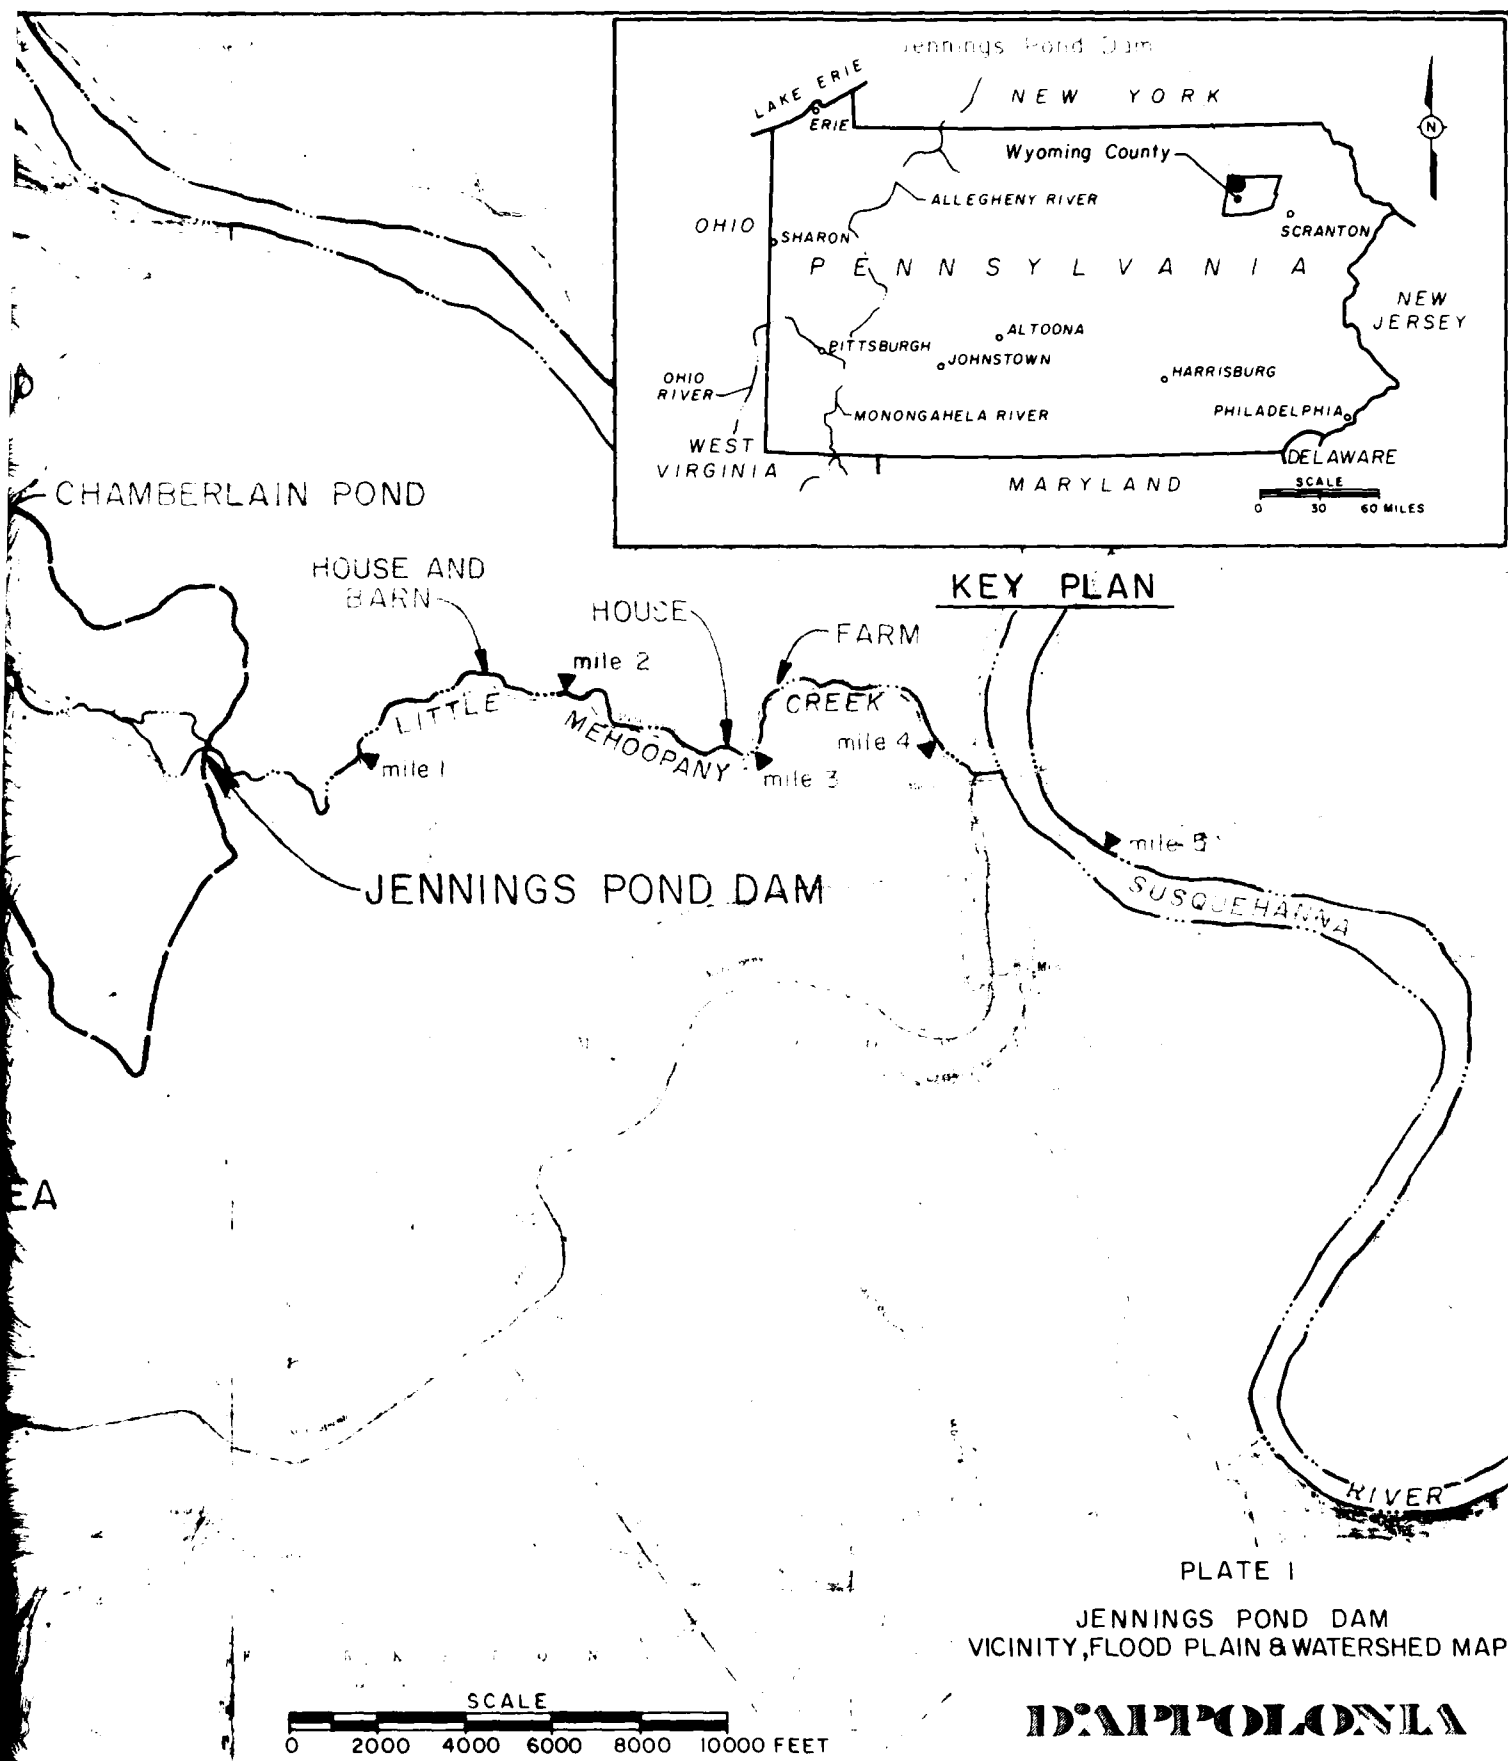 Jennings Pond Dam
LAKE ERIE
NEW YORK
ERIE
N
Wyoming County
ALLEGHENY RIVER
OHIO
SHARON
SCRANTON
PENNSYLVANIA
NEW
JERSEY
ALTOONA
PITTSBURGH
JOHNSTOWN
OHIO
RIVER
HARRISBURG
MONONGAHELA RIVER
PHILADELPHIA
WEST
VIRGINIA
DELAWARE
MARYLAND
SCALE
0 30 60 MILES
KEY PLAN
CHAMBERLAIN POND
HOUSE AND
BARN
HOUSE
FARM
mile 2
LITTLE
MEHOOPANY
CREEK
mile 1
mile 3
mile 4
mile 5
JENNINGS POND DAM
SUSQUEHANNA
EA
RIVER
PLATE 1
JENNINGS POND DAM
VICINITY, FLOOD PLAIN & WATERSHED MAP
SCALE
0 2000 4000 6000 8000 10000 FEET
D'APPOLONIA